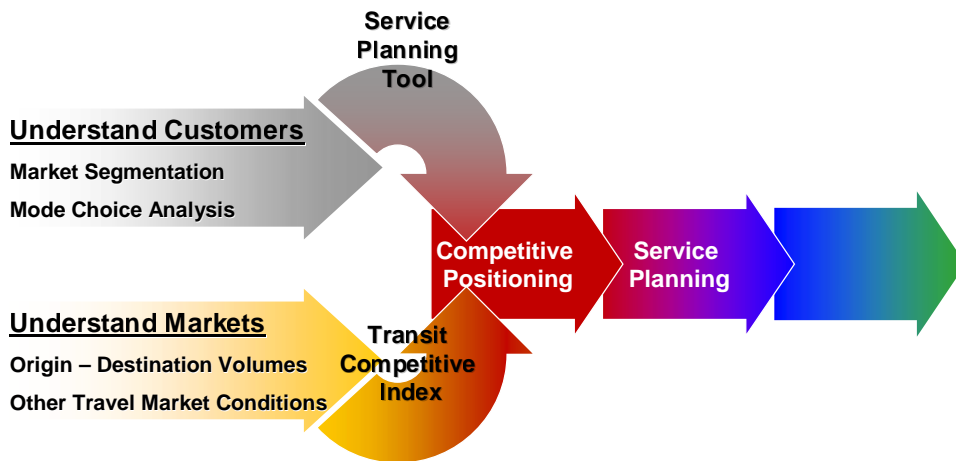 Service
Planning
Tool
Understand Customers
Market Segmentation
Mode Choice Analysis
Competitive
Positioning
Service
Planning
Understand Markets
Origin – Destination Volumes
Other Travel Market Conditions
Transit
Competitive
Index